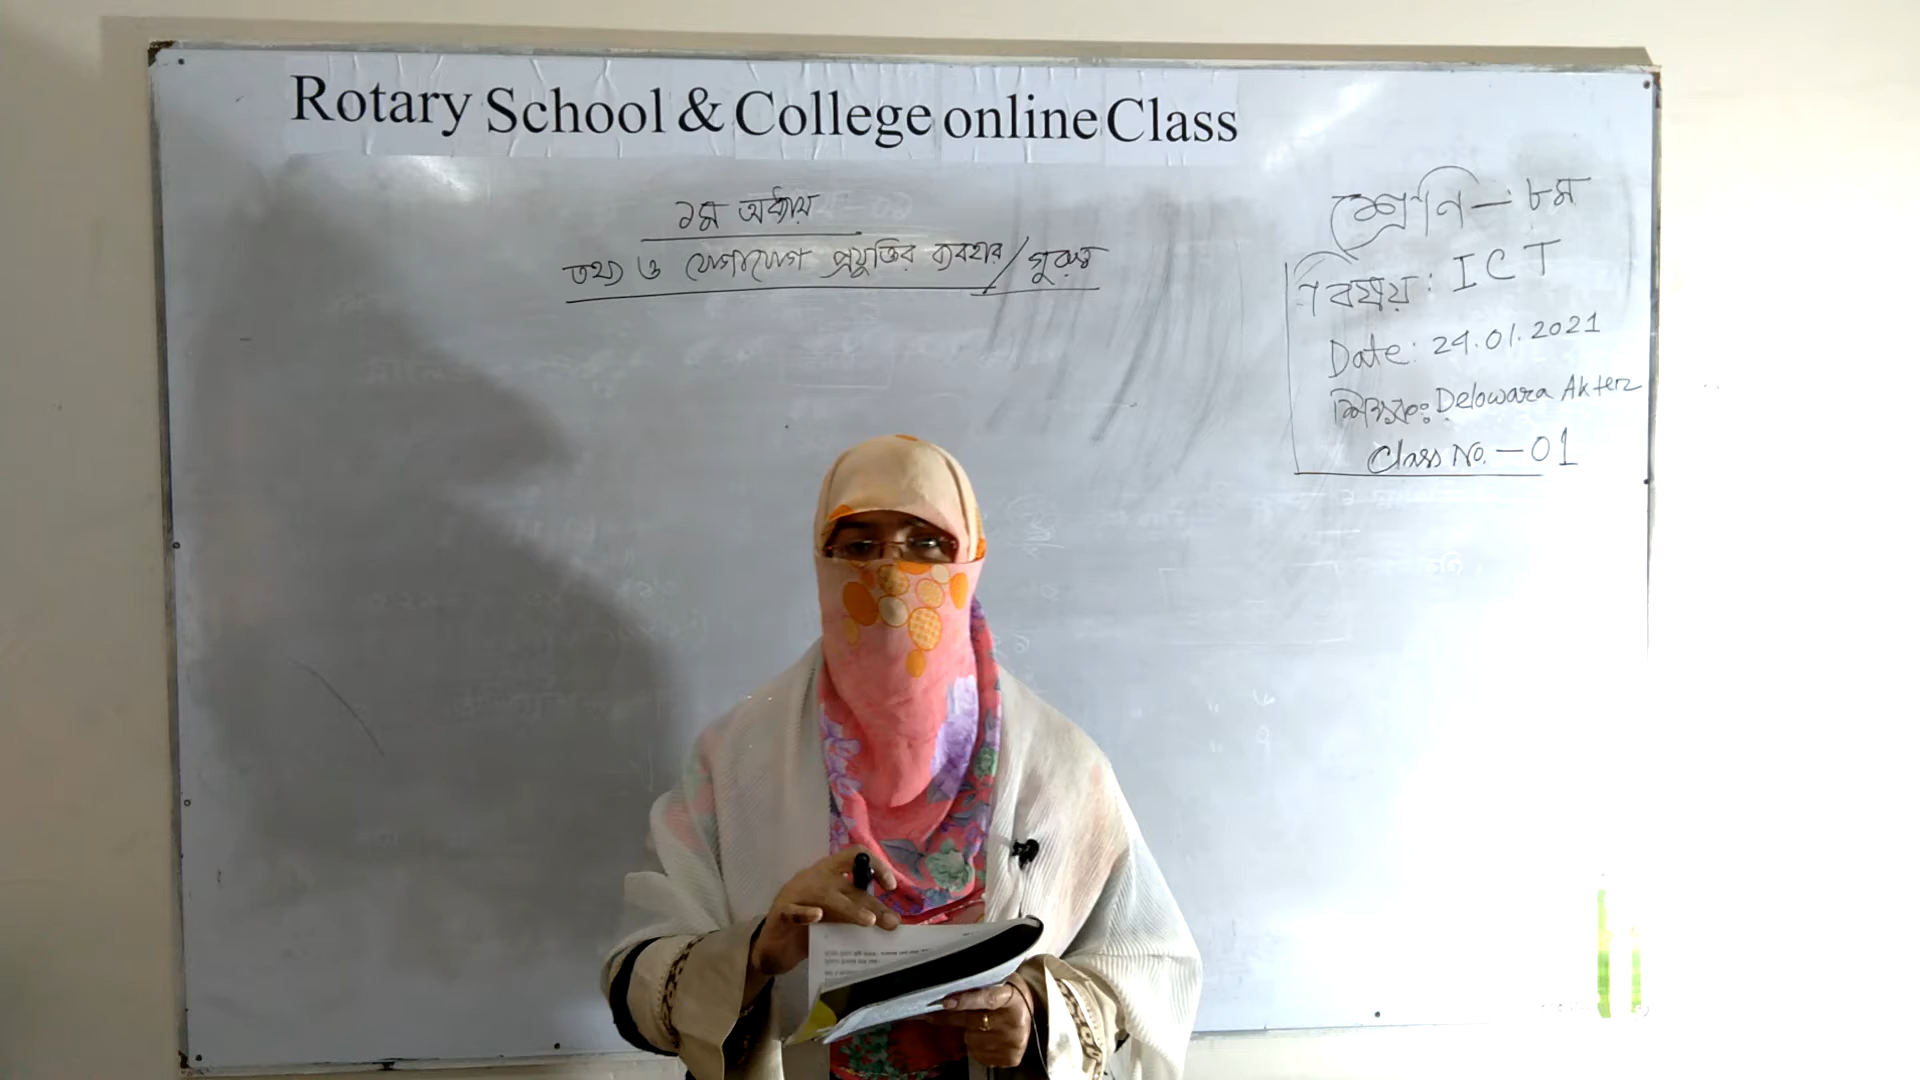 Rotary School & College online Class
১ম অধ্যায়
তথ্য ও যোগাযোগ প্রযুক্তির ব্যবহার / গুরুত্ব
শ্রেণি - ৮ম
বিষয়: ICT
Date: 24.01.2021
শিক্ষক: Delowara Akter
Class No. - 01